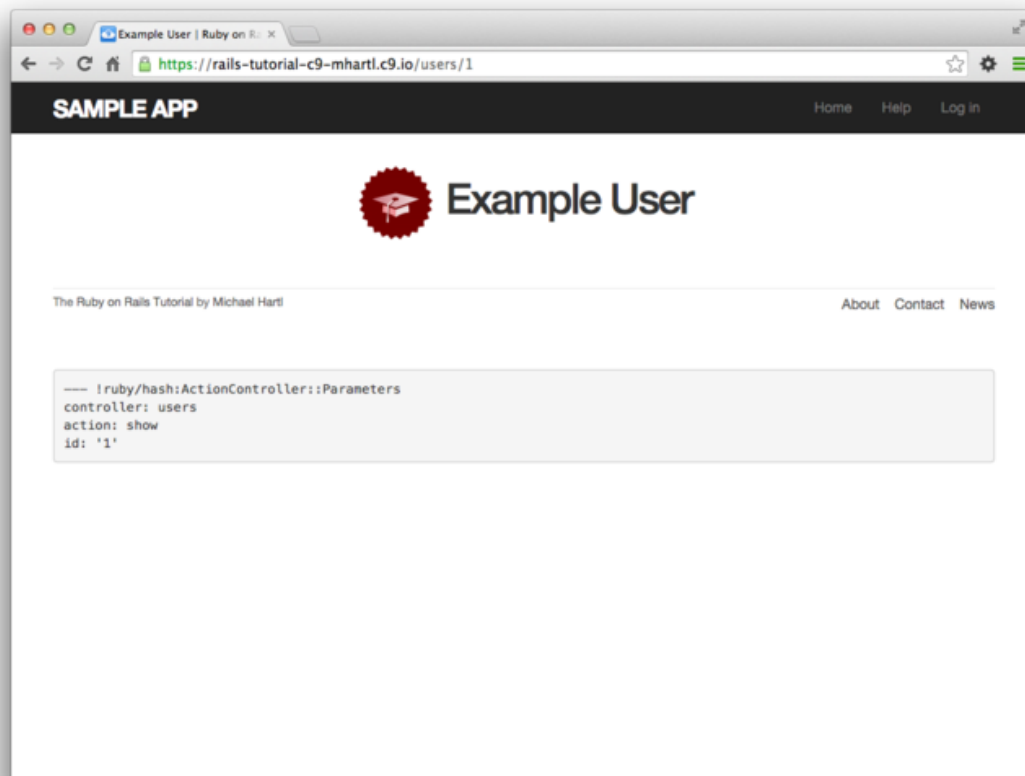 Example User | Ruby on Ra
https://rails-tutorial-c9-mhartl.c9.io/users/1
SAMPLE APP
Home Help Log in
Example User
The Ruby on Rails Tutorial by Michael Hartl
About Contact News
--- !ruby/hash:ActionController::Parameters
controller: users
action: show
id: '1'